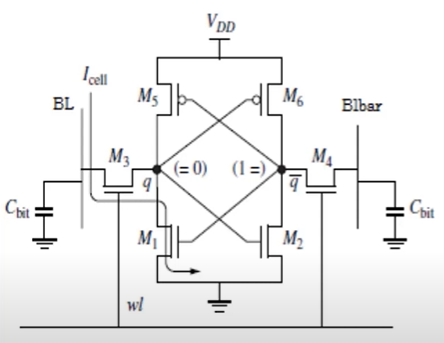 V_DD
I_cell
BL
M_5
M_6
Blbar
M_3
(= 0)
(1 =)
M_4
q
q̅
C_bit
C_bit
M_1
M_2
wl